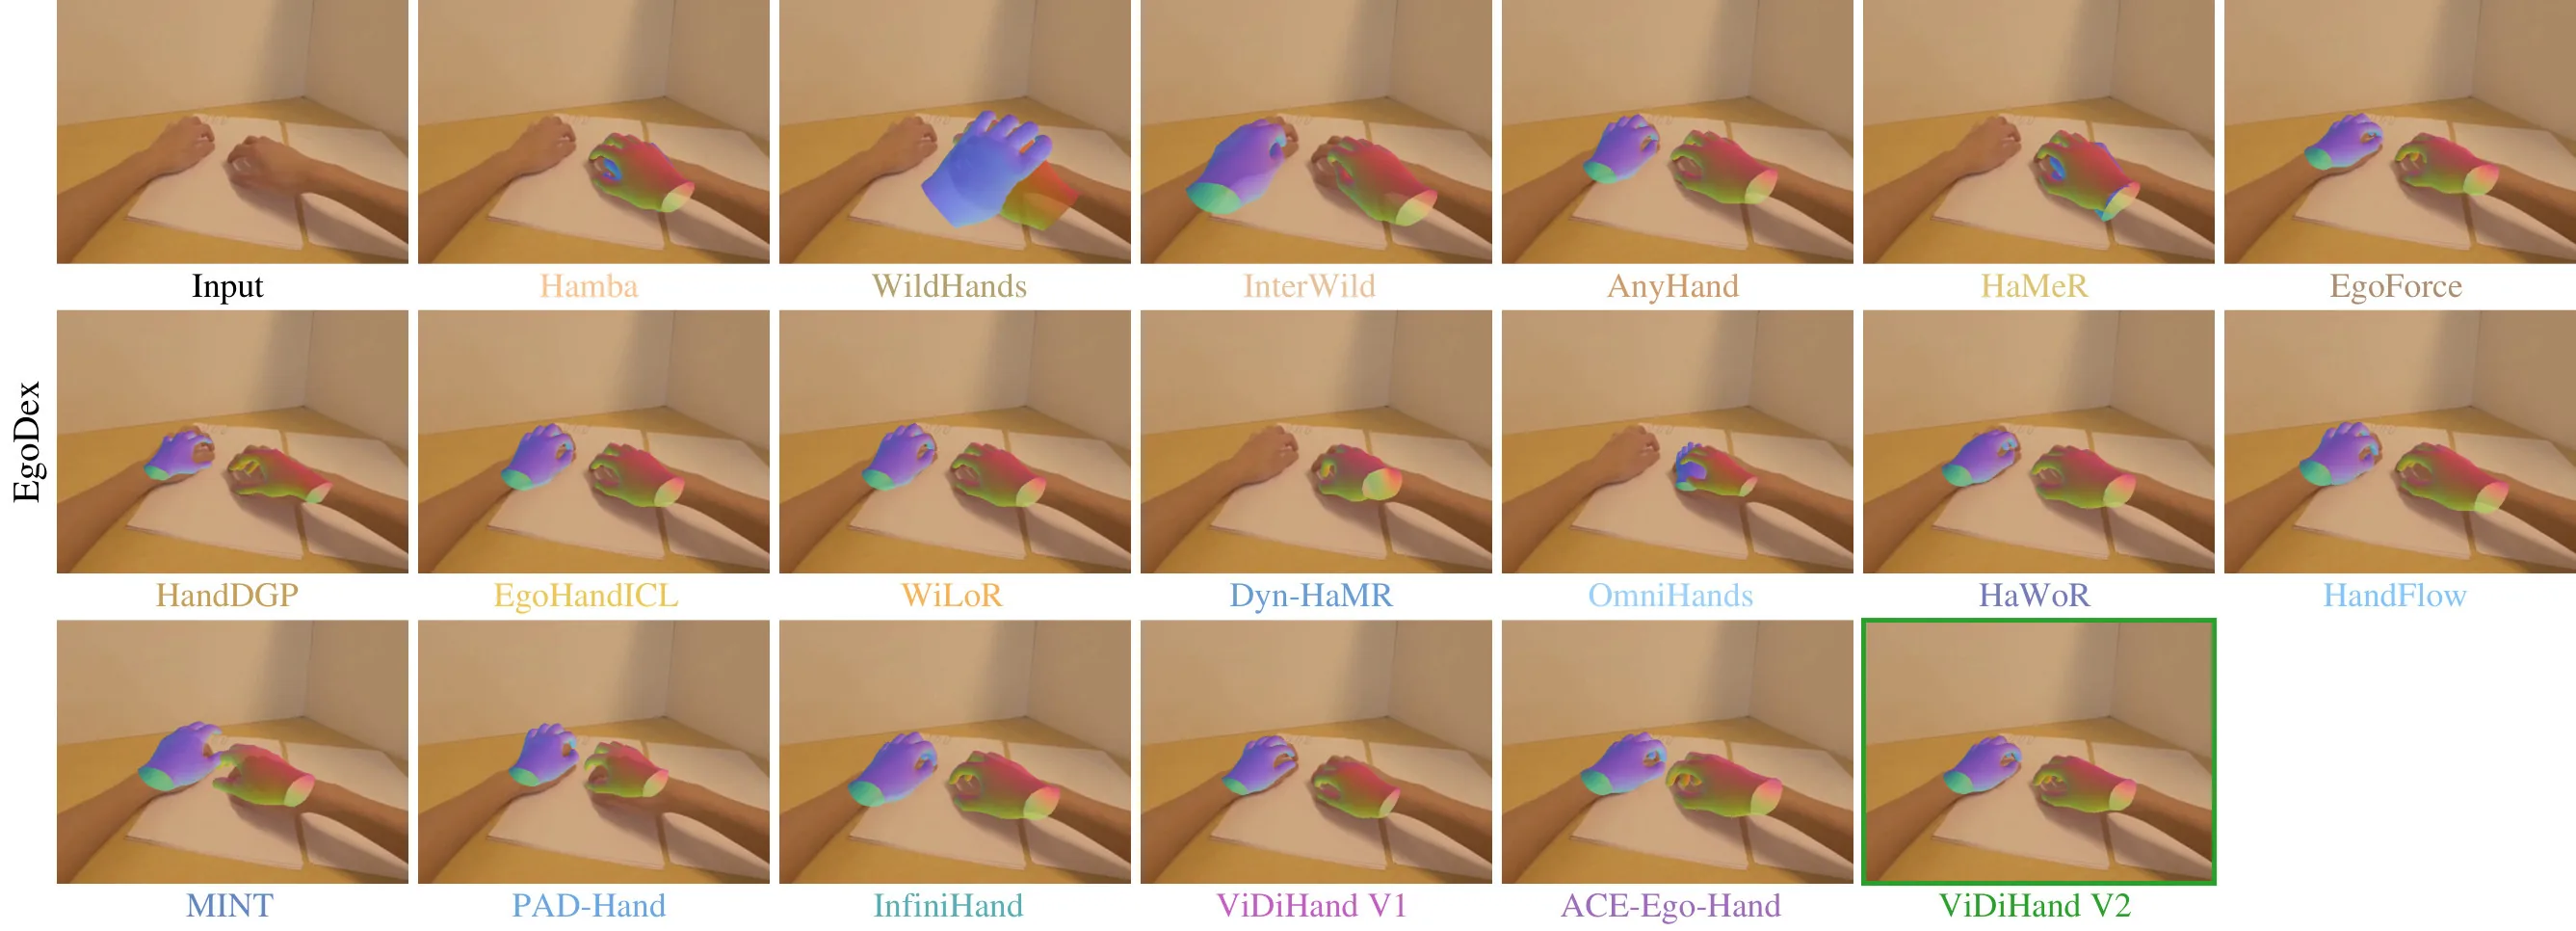 Input
Hamba
WildHands
InterWild
AnyHand
HaMeR
EgoForce
EgoDex
HandDGP
EgoHandICL
WiLoR
Dyn-HaMR
OmniHands
HaWoR
HandFlow
MINT
PAD-Hand
InfiniHand
ViDiHand V1
ACE-Ego-Hand
ViDiHand V2